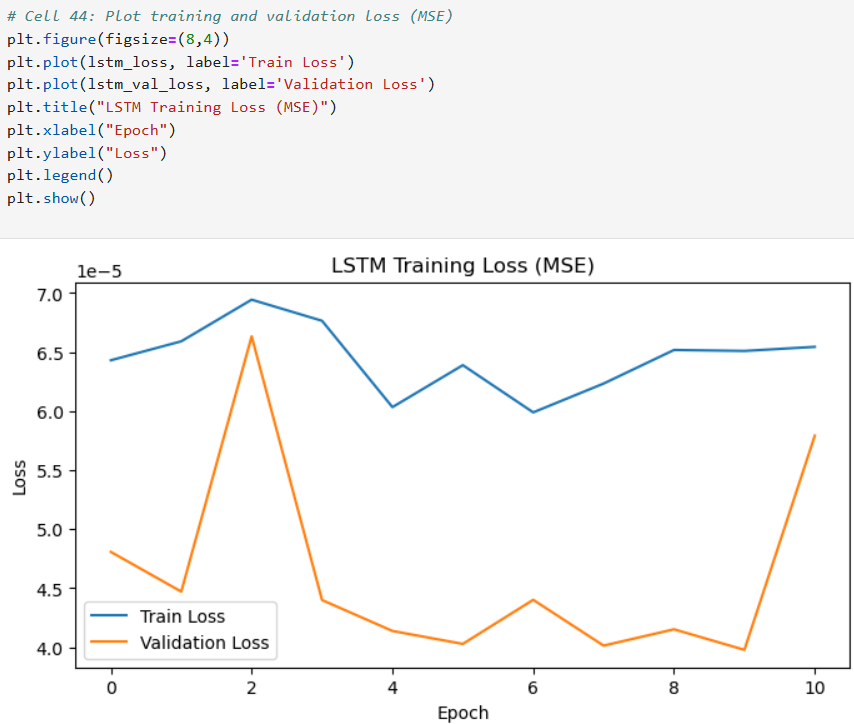 # Cell 44: Plot training and validation loss (MSE)
plt.figure(figsize=(8,4))
plt.plot(lstm_loss, label='Train Loss')
plt.plot(lstm_val_loss, label='Validation Loss')
plt.title("LSTM Training Loss (MSE)")
plt.xlabel("Epoch")
plt.ylabel("Loss")
plt.legend()
plt.show()
LSTM Training Loss (MSE)
1e−5
7.0
6.5
6.0
5.5
5.0
4.5
4.0
Loss
Train Loss
Validation Loss
0 2 4 6 8 10
Epoch